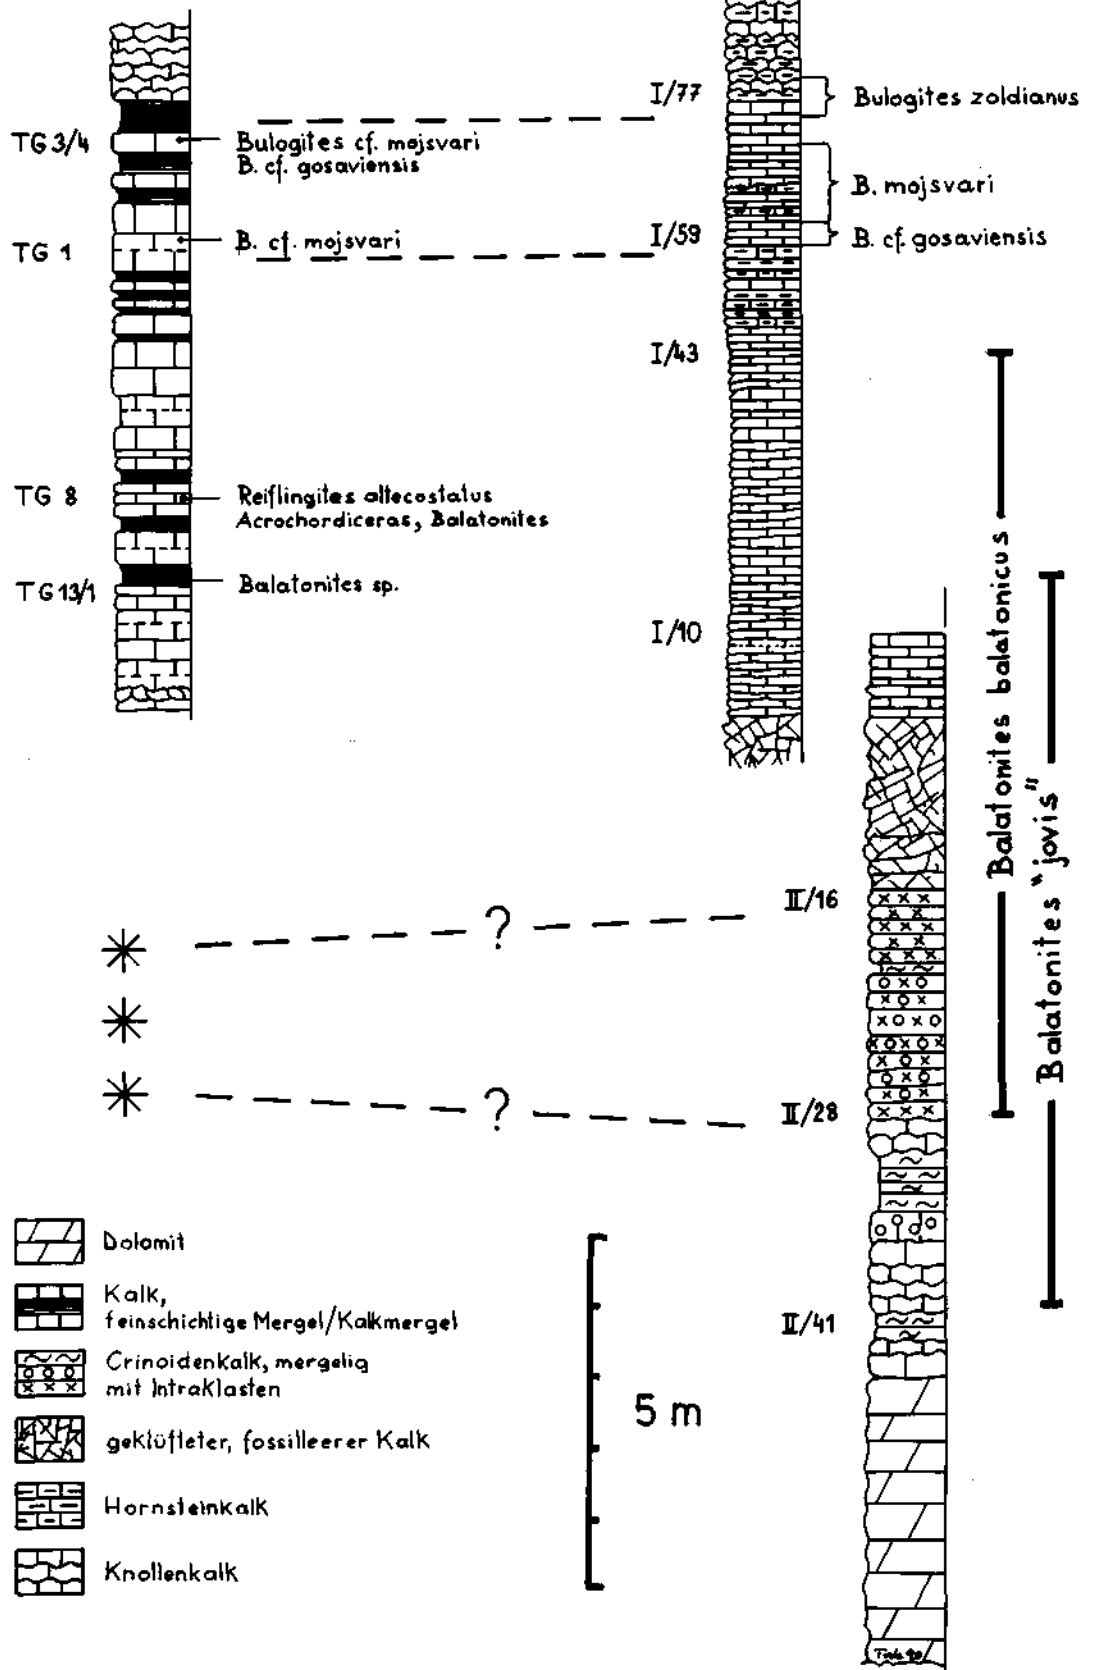 I/77
Bulogites zoldianus
TG 3/4
Bulogites cf. mojsvari
B. cf. gosaviensis
B. mojsvari
TG 1
B. cf. mojsvari
I/59
B. cf. gosaviensis
I/43
TG 8
Reiflingites altecostatus
Acrochordiceras, Balatonites
TG 13/1
Balatonites sp.
I/10
Balatonites balatonicus
Balatonites "jovis"
II/16
?
?
II/28
II/41
Dolomit
Kalk,
feinschichtige Mergel/Kalkmergel
Crinoidenkalk, mergelig
mit Intraklasten
geklüfteter, fossilleerer Kalk
Hornsteinkalk
Knollenkalk
5 m